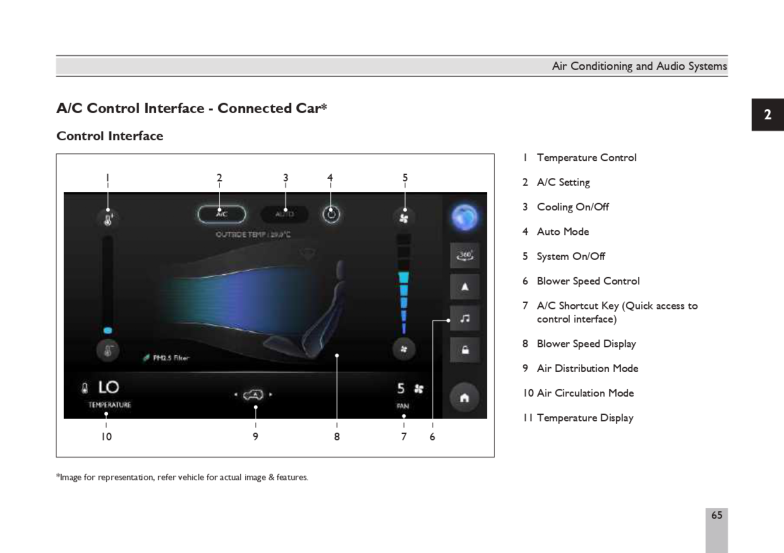 Air Conditioning and Audio Systems
A/C Control Interface - Connected Car*
2
Control Interface
1 2 3 4 5
A/C AUTO
OUTSIDE TEMP : 29.9°C
360°
PM2.5 Filter
LO
TEMPERATURE
5
FAN
10 9 8 7 6
1 Temperature Control
2 A/C Setting
3 Cooling On/Off
4 Auto Mode
5 System On/Off
6 Blower Speed Control
7 A/C Shortcut Key (Quick access to
control interface)
8 Blower Speed Display
9 Air Distribution Mode
10 Air Circulation Mode
11 Temperature Display
*Image for representation, refer vehicle for actual image & features.
65